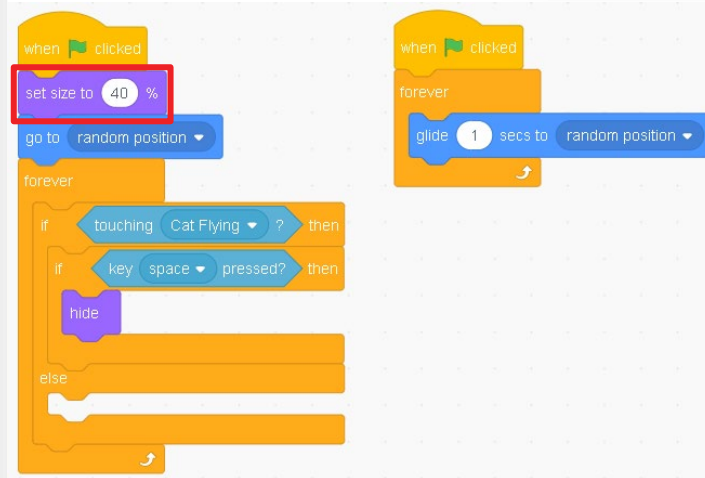 when clicked
set size to 40 %
go to random position
forever
if touching Cat Flying ? then
if key space pressed? then
hide
else
when clicked
forever
glide 1 secs to random position